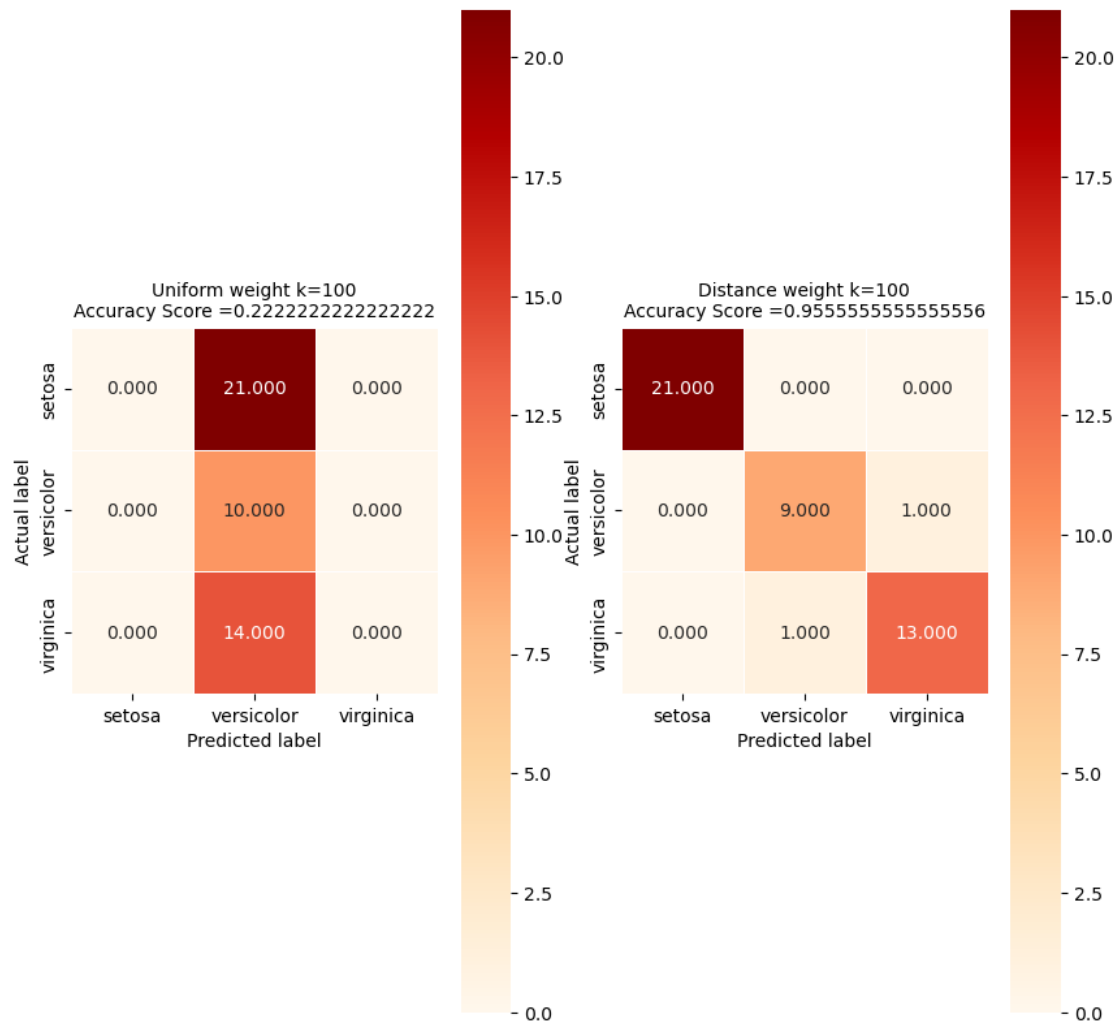 Uniform weight k=100
Accuracy Score =0.2222222222222222
setosa
0.000
21.000
0.000
versicolor
0.000
10.000
0.000
virginica
0.000
14.000
0.000
Actual label
setosa
versicolor
virginica
Predicted label
20.0
17.5
15.0
12.5
10.0
7.5
5.0
2.5
0.0
Distance weight k=100
Accuracy Score =0.9555555555555556
setosa
21.000
0.000
0.000
versicolor
0.000
9.000
1.000
virginica
0.000
1.000
13.000
Actual label
setosa
versicolor
virginica
Predicted label
20.0
17.5
15.0
12.5
10.0
7.5
5.0
2.5
0.0